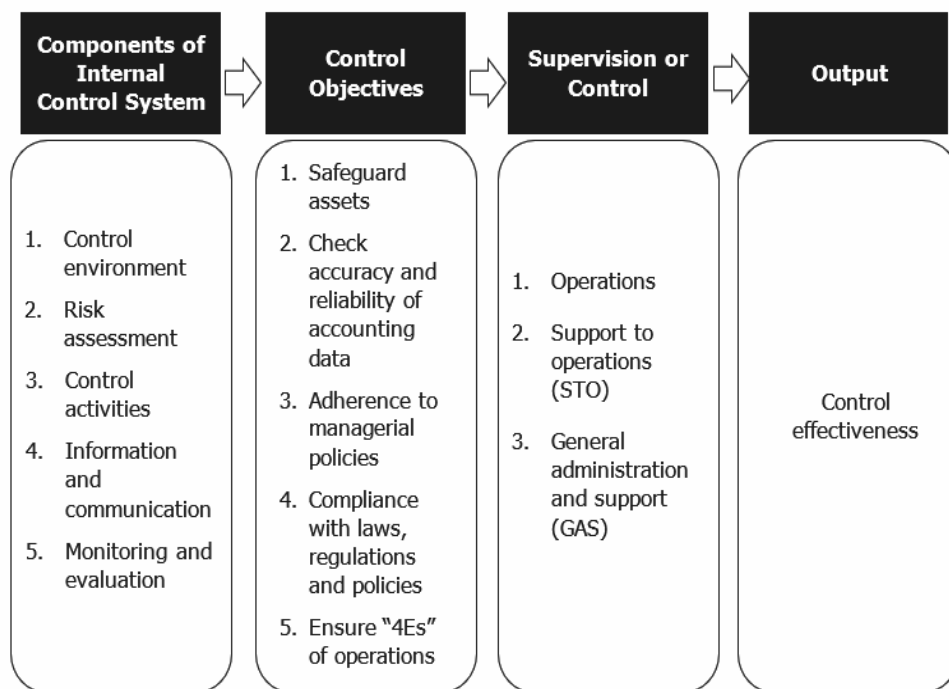 Components of
Internal
Control System
Control
Objectives
Supervision or
Control
Output
1. Control
environment
2. Risk
assessment
3. Control
activities
4. Information
and
communication
5. Monitoring and
evaluation
1. Safeguard
assets
2. Check
accuracy and
reliability of
accounting
data
3. Adherence to
managerial
policies
4. Compliance
with laws,
regulations
and policies
5. Ensure “4Es”
of operations
1. Operations
2. Support to
operations
(STO)
3. General
administration
and support
(GAS)
Control
effectiveness